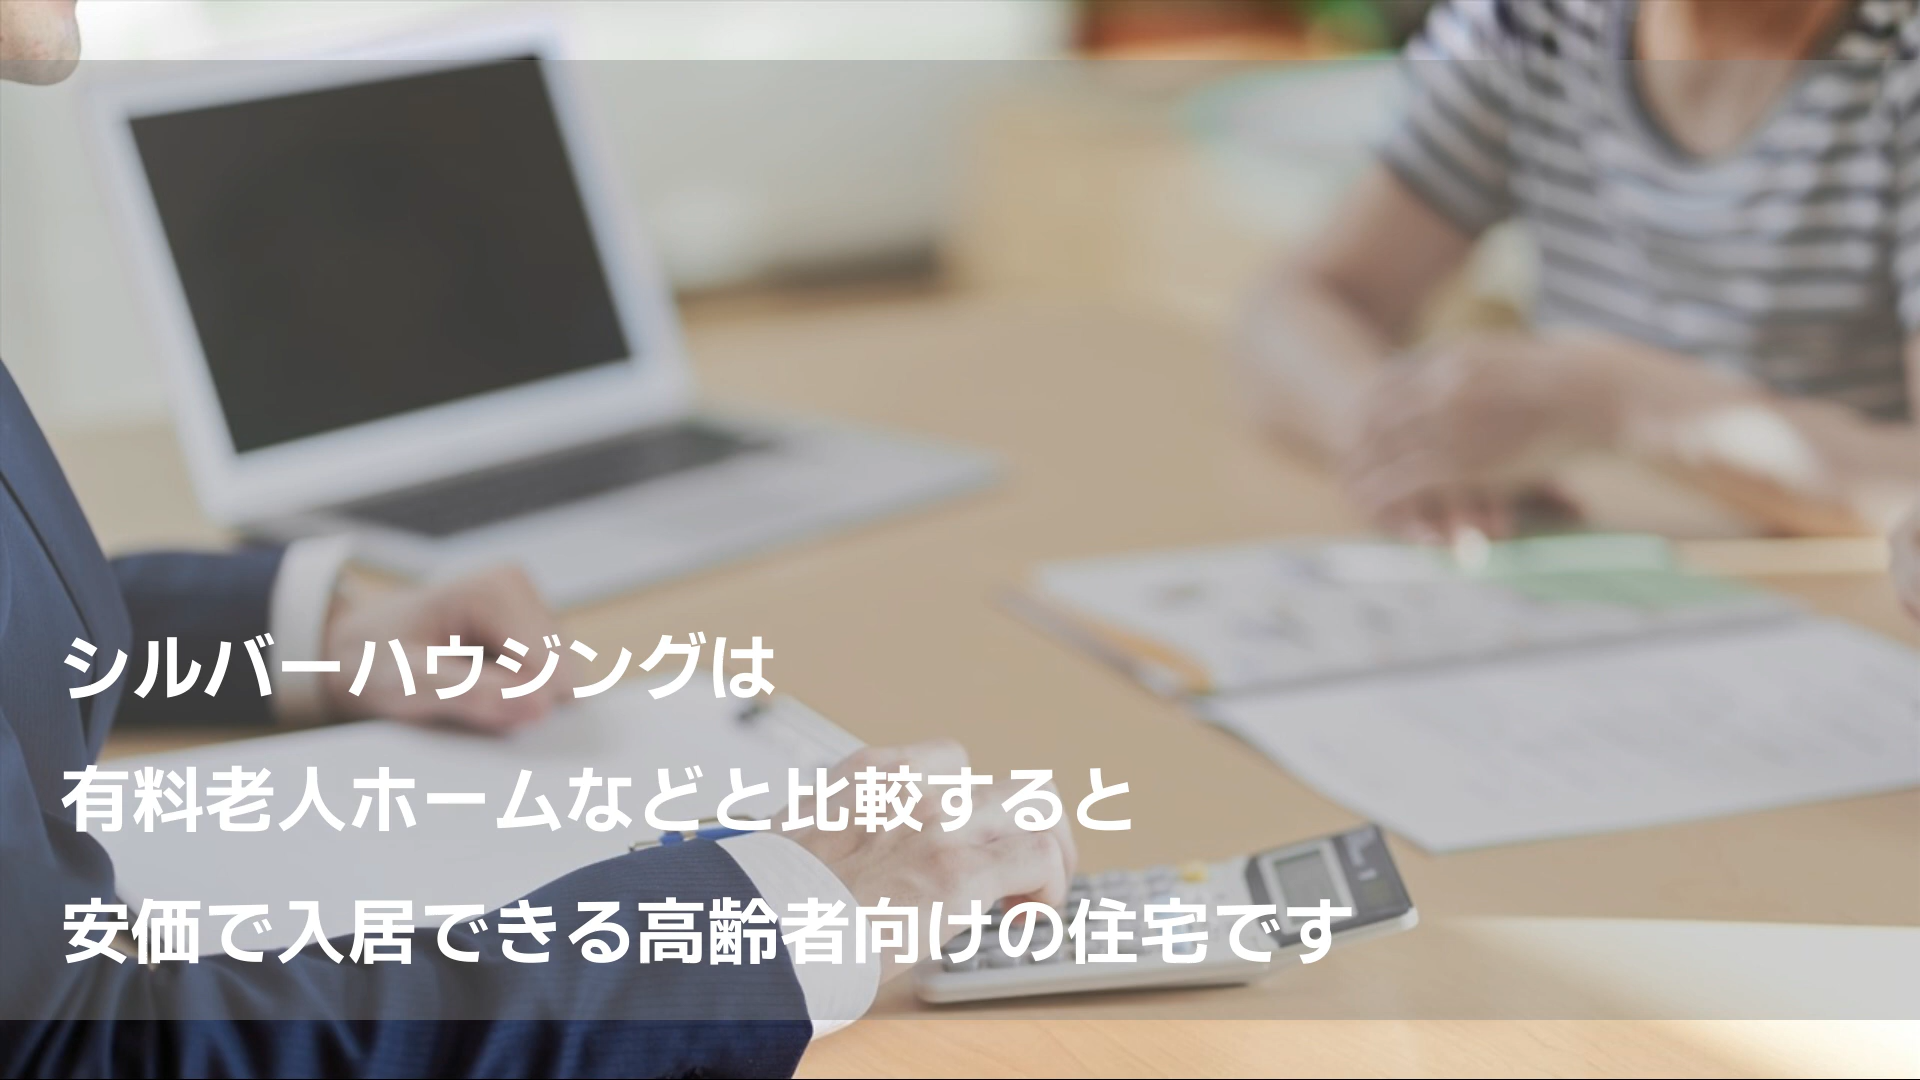 シルバーハウジングは
有料老人ホームなどと比較すると
安価で入居できる高齢者向けの住宅です